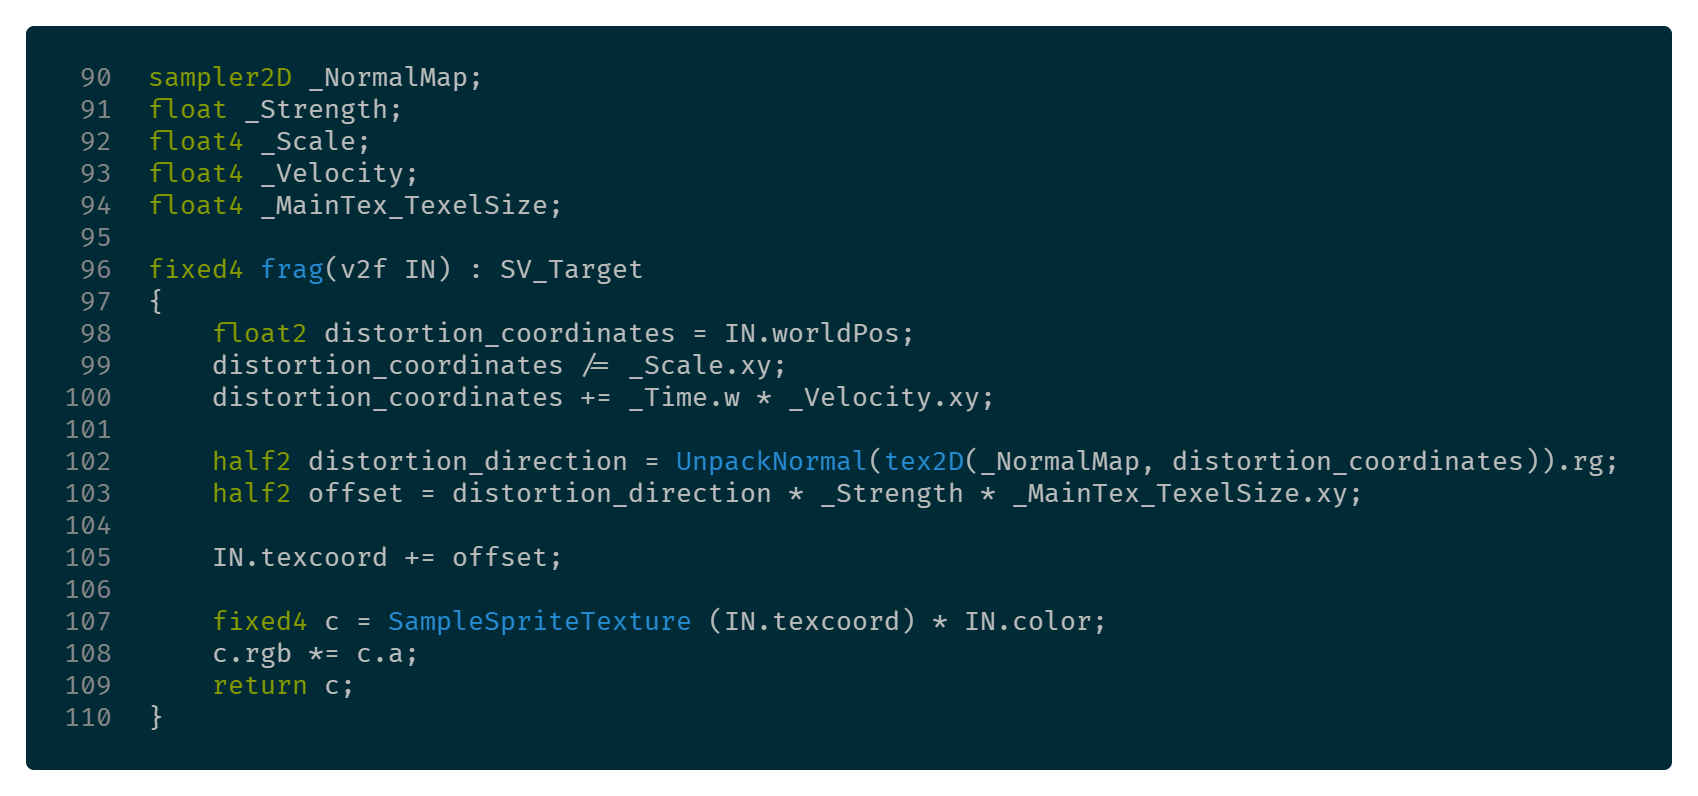 90 sampler2D _NormalMap;
91 float _Strength;
92 float4 _Scale;
93 float4 _Velocity;
94 float4 _MainTex_TexelSize;
95
96 fixed4 frag(v2f IN) : SV_Target
97 {
98     float2 distortion_coordinates = IN.worldPos;
99     distortion_coordinates /= _Scale.xy;
100     distortion_coordinates += _Time.w * _Velocity.xy;
101
102     half2 distortion_direction = UnpackNormal(tex2D(_NormalMap, distortion_coordinates)).rg;
103     half2 offset = distortion_direction * _Strength * _MainTex_TexelSize.xy;
104
105     IN.texcoord += offset;
106
107     fixed4 c = SampleSpriteTexture (IN.texcoord) * IN.color;
108     c.rgb *= c.a;
109     return c;
110 }